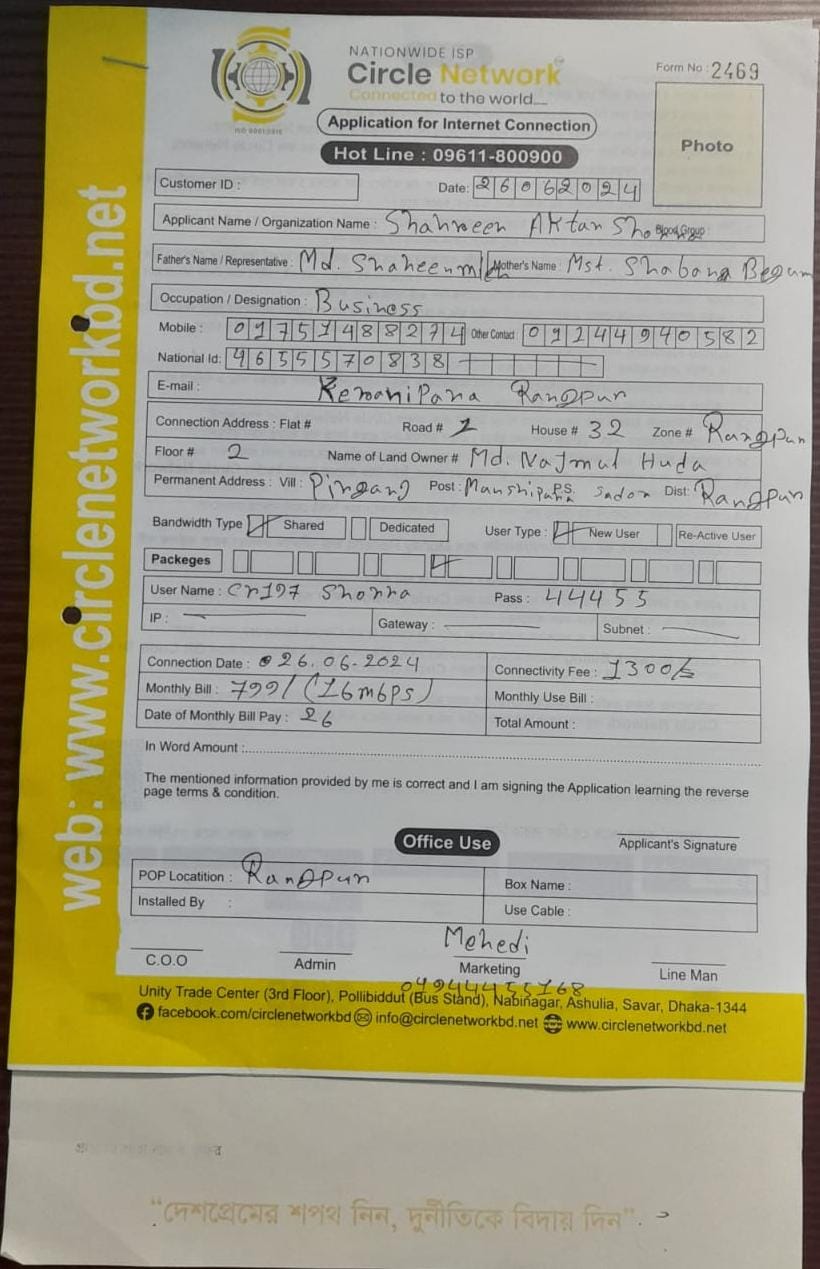 NATIONWIDE ISP
Circle Network
Connected to the world....
Form No : 2469
Application for Internet Connection
Hot Line : 09611-800900
Photo
Customer ID :
Date: 26062024
Applicant Name / Organization Name : Shahreen Aktar Sho Blood Group :
Father's Name / Representative : Md. Shaheenmiah Mother's Name : Mst. Shabana Begum
Occupation / Designation : Business
Mobile : 01751488274 Other Contact : 01244940582
National Id: 4655570838
E-mail : Keranipara Rangpur
Connection Address : Flat # Road # 1 House # 32 Zone # Rangpur
Floor # 2 Name of Land Owner # Md. Najmul Huda
Permanent Address : Vill : Pirganj Post : Munshipara P.S. Sador Dist: Rangpur
Bandwidth Type Shared Dedicated User Type : New User Re-Active User
Packeges
User Name : Cr197 Shorna Pass : 44455
IP : Gateway : Subnet :
Connection Date : 26.06-2024 Connectivity Fee : 1300/=
Monthly Bill : 799/ (16mbps) Monthly Use Bill :
Date of Monthly Bill Pay : 26 Total Amount :
In Word Amount :
The mentioned information provided by me is correct and I am signing the Application learning the reverse
page terms & condition.
Office Use
Applicant's Signature
POP Locatition : Rangpur Box Name :
Installed By : Use Cable :
Mehedi
C.O.O Admin Marketing Line Man
01944455168
Unity Trade Center (3rd Floor), Pollibiddut (Bus Stand), Nabinagar, Ashulia, Savar, Dhaka-1344
facebook.com/circlenetworkbd info@circlenetworkbd.net www.circlenetworkbd.net
web: www.circlenetworkbd.net
“দেশপ্রেমের শপথ নিন, দুর্নীতিকে বিদায় দিন”